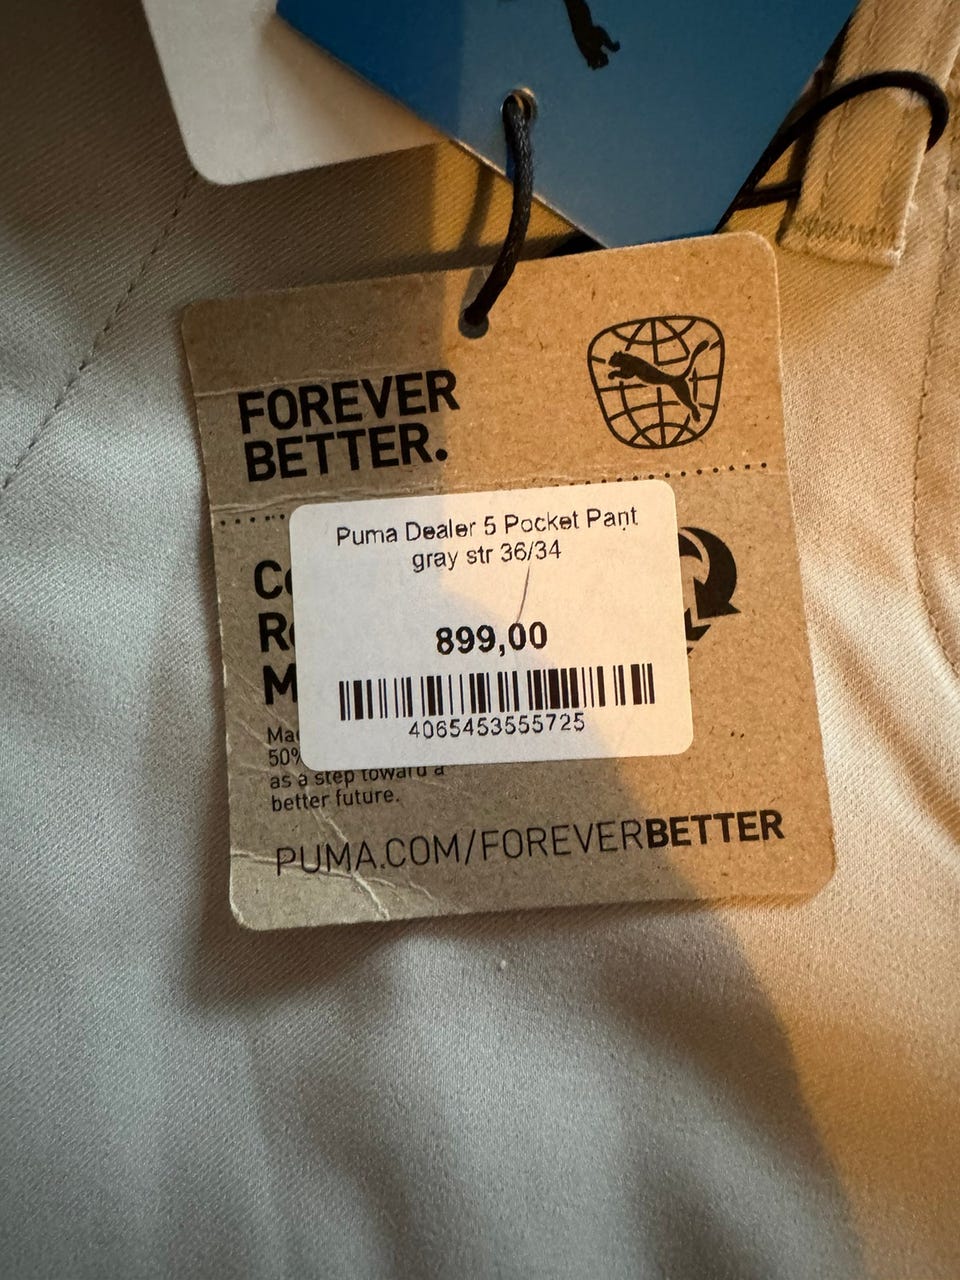 FOREVER
BETTER.
Puma Dealer 5 Pocket Pant
gray str 36/34
899,00
4065453555725
50%
as a step toward a
better future.
PUMA.COM/FOREVERBETTER